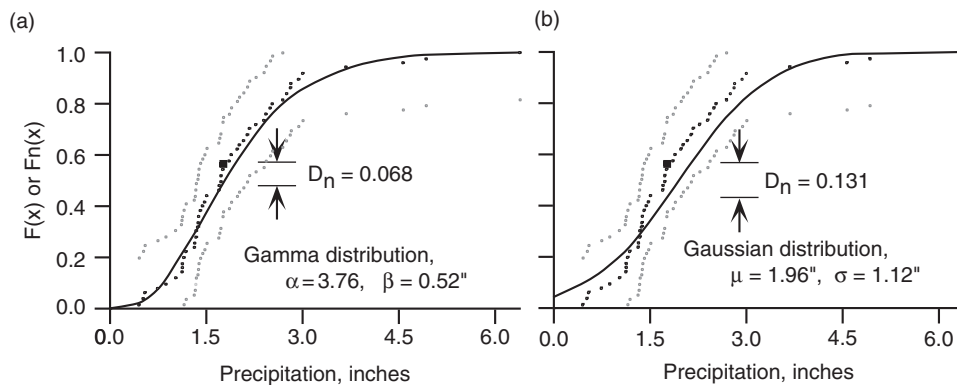 (a)
F(x) or Fn(x)
1.0
0.8
0.6
0.4
0.2
0.0
Dn = 0.068
Gamma distribution,
α=3.76, β = 0.52"
0.0 1.5 3.0 4.5 6.0
Precipitation, inches
(b)
Dn = 0.131
Gaussian distribution,
μ = 1.96", σ = 1.12"
0.0 1.5 3.0 4.5 6.0
Precipitation, inches